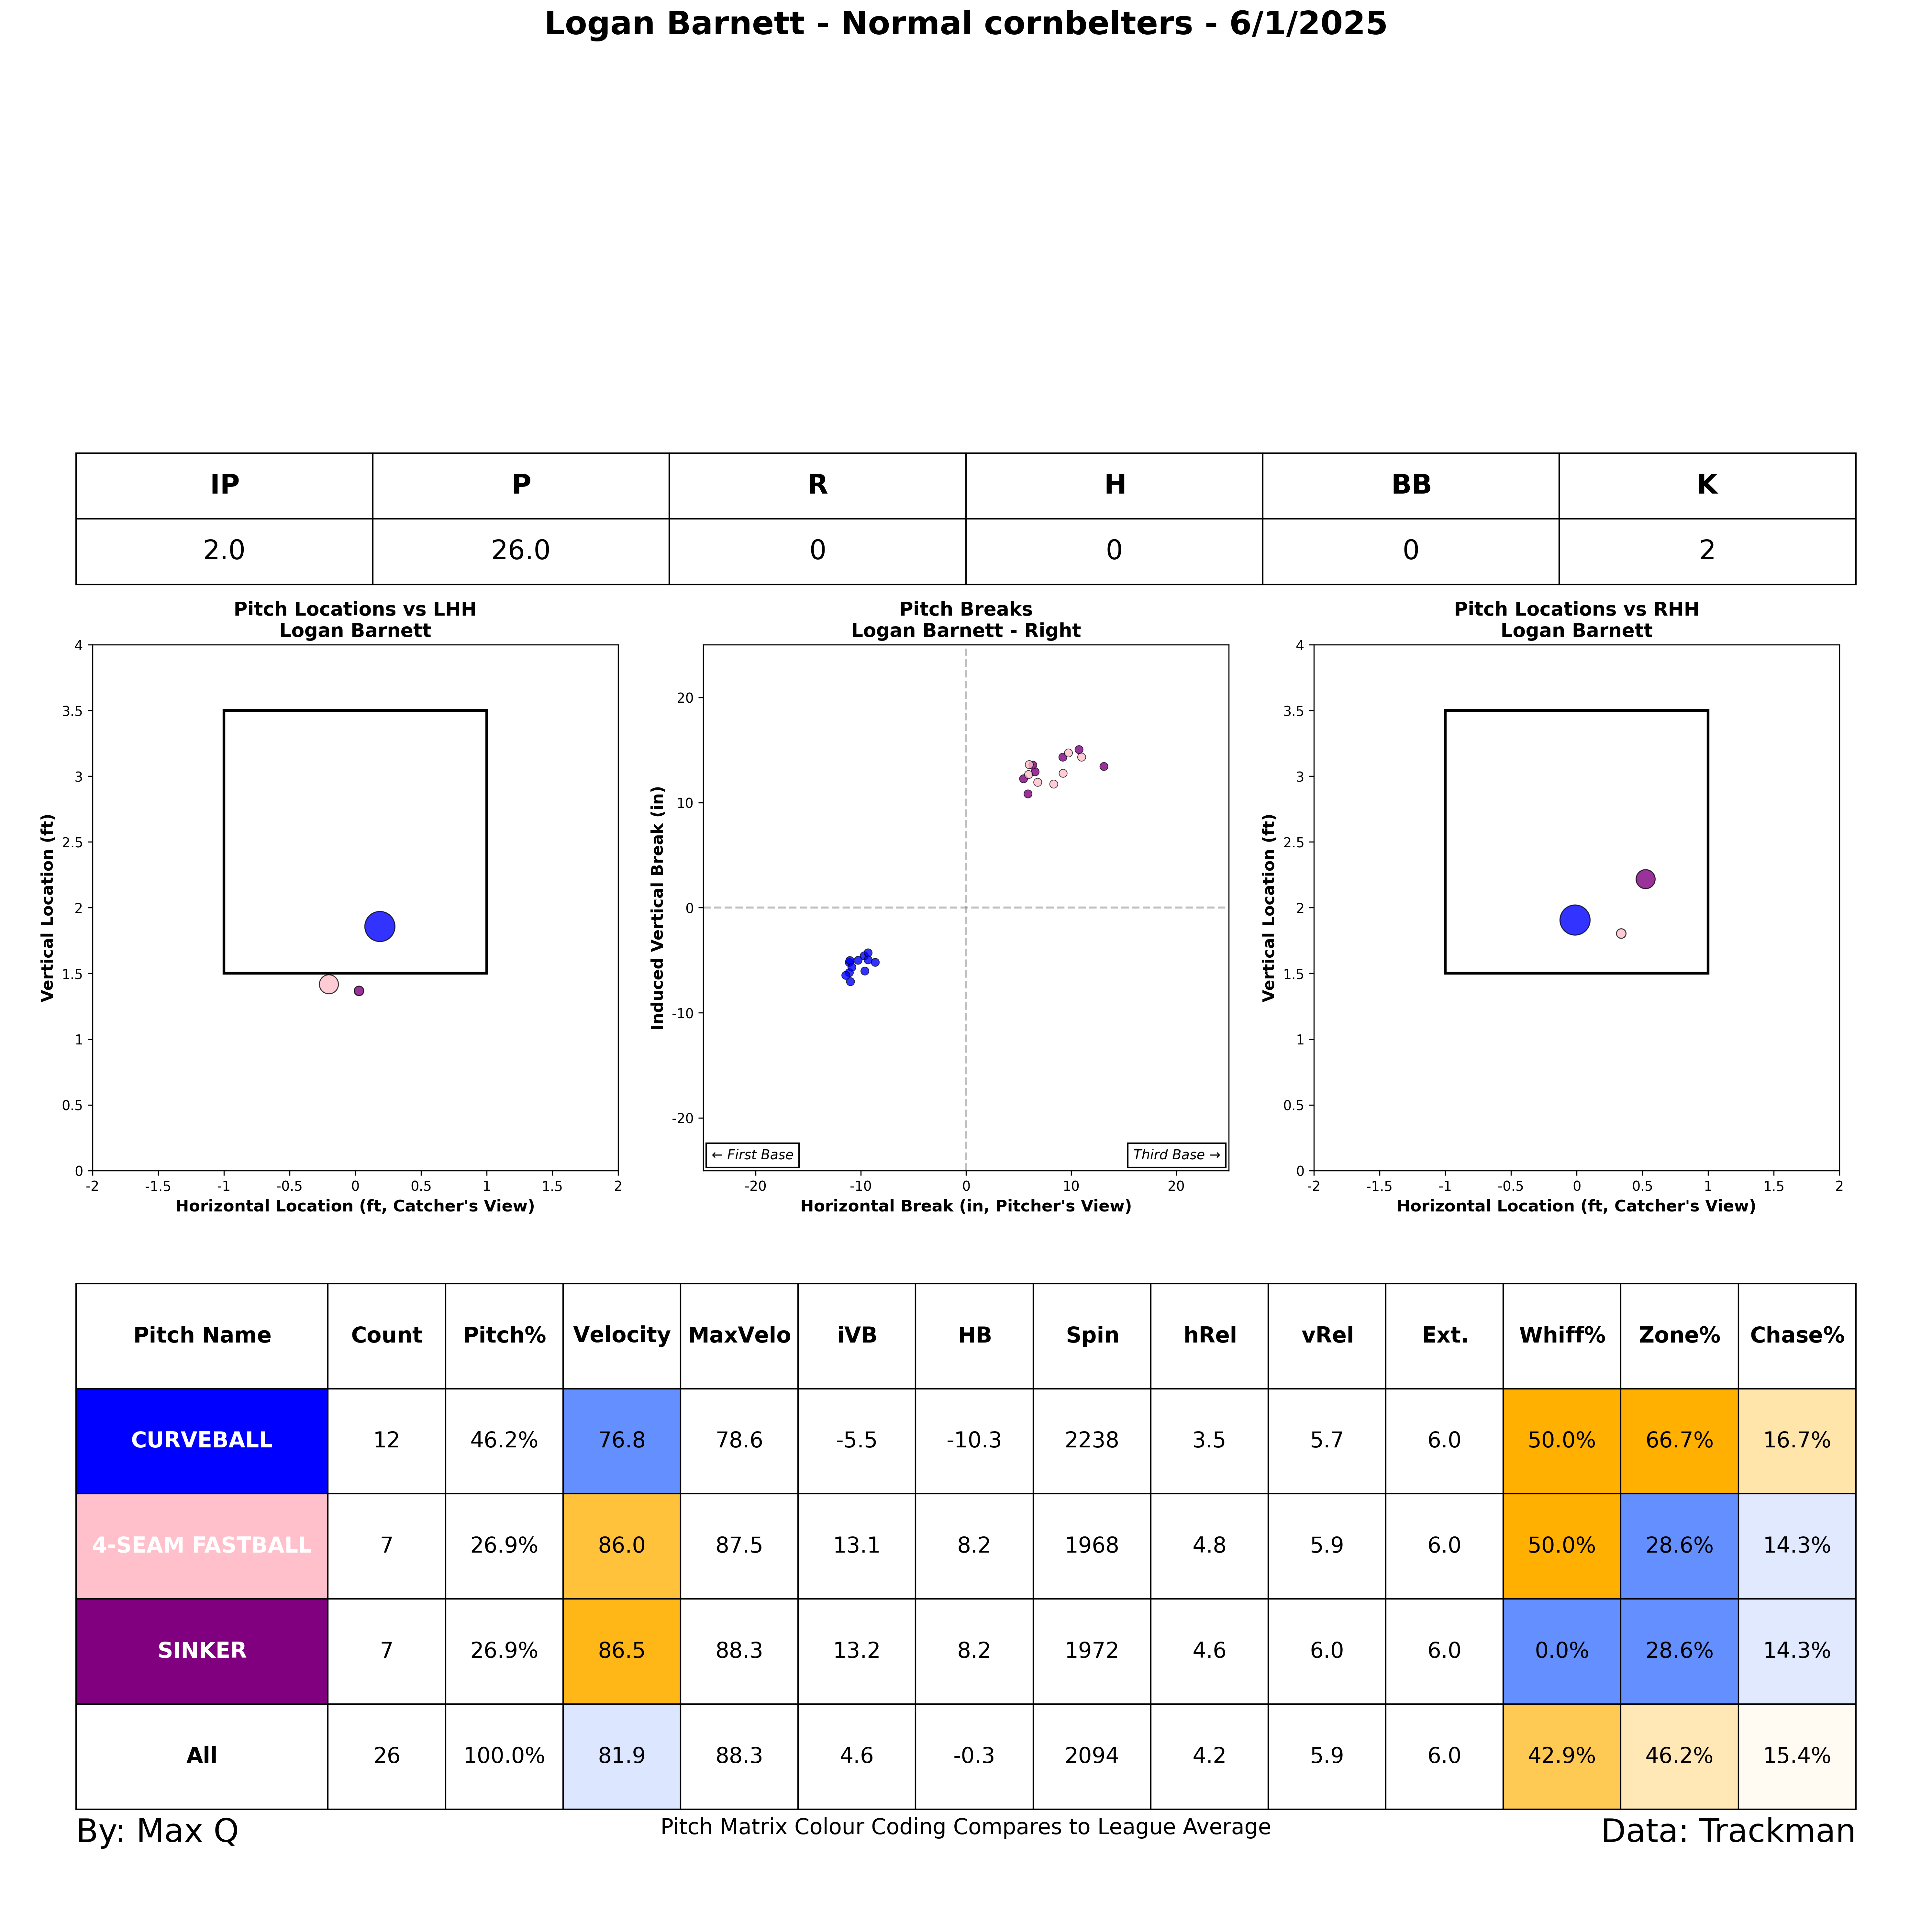 Logan Barnett - Normal cornbelters - 6/1/2025
IP P R H BB K
2.0 26.0 0 0 0 2
Pitch Locations vs LHH
Logan Barnett
4
3.5
3
2.5
2
1.5
1
0.5
0
Vertical Location (ft)
-2 -1.5 -1 -0.5 0 0.5 1 1.5 2
Horizontal Location (ft, Catcher's View)
Pitch Breaks
Logan Barnett - Right
20
10
0
-10
-20
Induced Vertical Break (in)
← First Base
Third Base →
-20 -10 0 10 20
Horizontal Break (in, Pitcher's View)
Pitch Locations vs RHH
Logan Barnett
4
3.5
3
2.5
2
1.5
1
0.5
0
Vertical Location (ft)
-2 -1.5 -1 -0.5 0 0.5 1 1.5 2
Horizontal Location (ft, Catcher's View)
Pitch Name Count Pitch% Velocity MaxVelo iVB HB Spin hRel vRel Ext. Whiff% Zone% Chase%
CURVEBALL 12 46.2% 76.8 78.6 -5.5 -10.3 2238 3.5 5.7 6.0 50.0% 66.7% 16.7%
4-SEAM FASTBALL 7 26.9% 86.0 87.5 13.1 8.2 1968 4.8 5.9 6.0 50.0% 28.6% 14.3%
SINKER 7 26.9% 86.5 88.3 13.2 8.2 1972 4.6 6.0 6.0 0.0% 28.6% 14.3%
All 26 100.0% 81.9 88.3 4.6 -0.3 2094 4.2 5.9 6.0 42.9% 46.2% 15.4%
By: Max Q
Pitch Matrix Colour Coding Compares to League Average
Data: Trackman